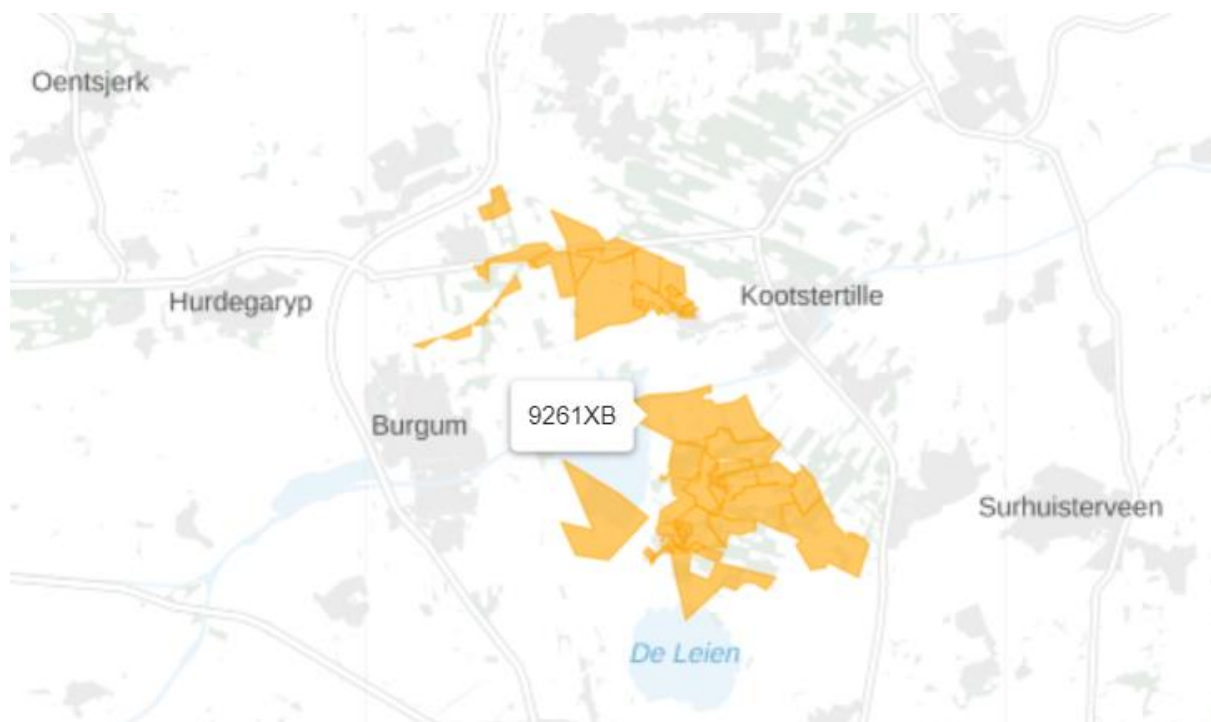 Oentsjerk
Hurdegaryp
Kootstertille
9261XB
Burgum
Surhuisterveen
De Leien